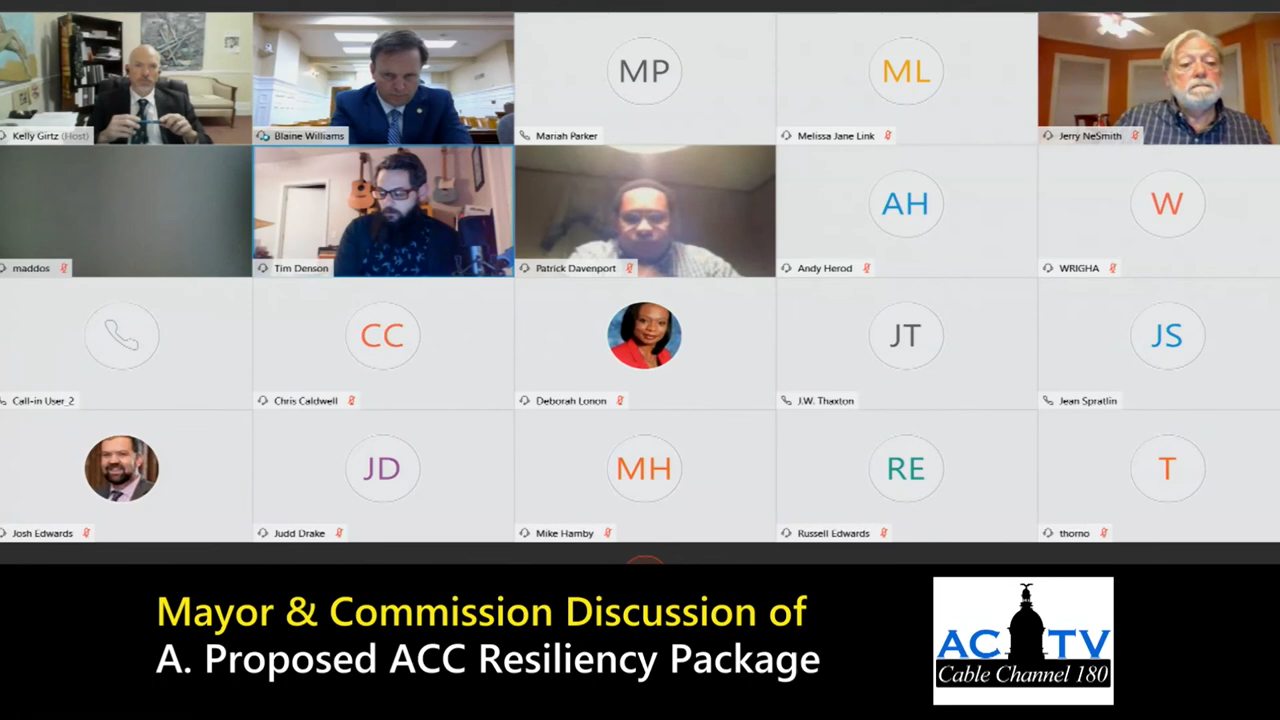 Kelly Girtz (Host)
Blaine Williams
MP
Mariah Parker
ML
Melissa Jane Link
Jerry NeSmith
maddos
Tim Denson
Patrick Davenport
AH
Andy Herod
W
WRIGHA
Call-in User_2
CC
Chris Caldwell
Deborah Lonon
JT
J.W. Thaxton
JS
Jean Spratlin
Josh Edwards
JD
Judd Drake
MH
Mike Hamby
RE
Russell Edwards
T
thorno
Mayor & Commission Discussion of
A. Proposed ACC Resiliency Package
ACTV
Cable Channel 180